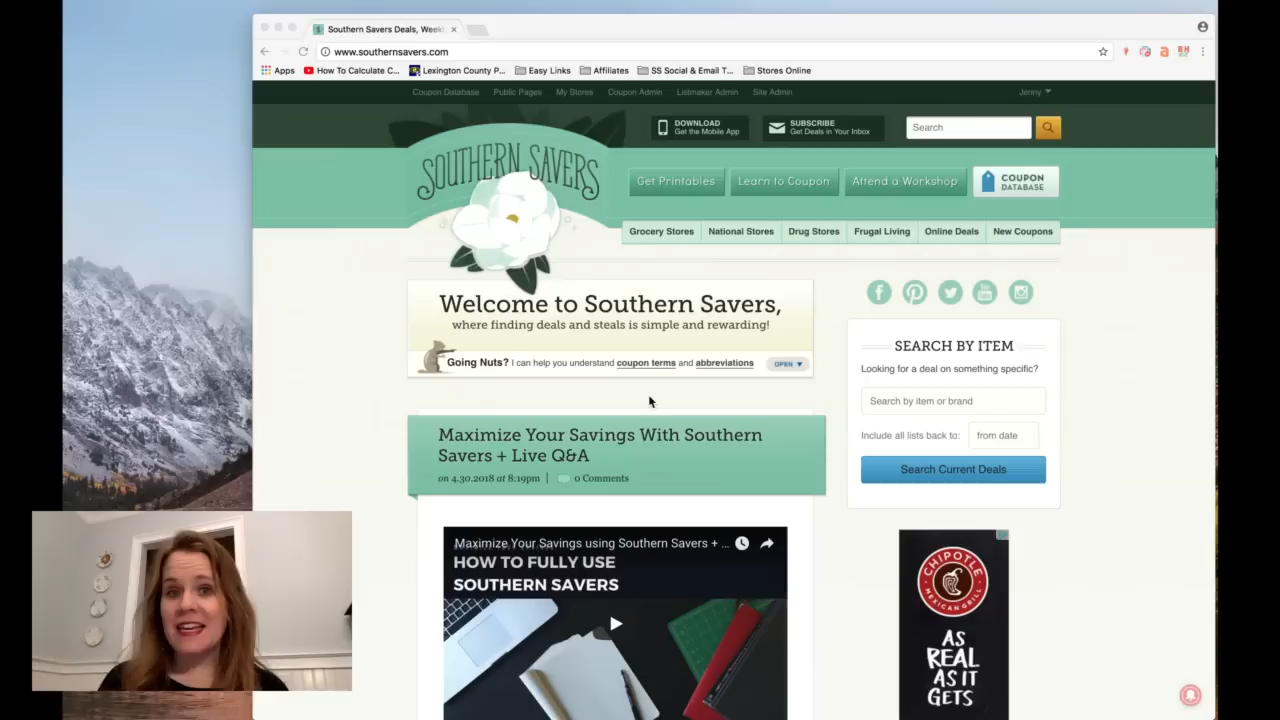 Southern Savers Deals, Week
www.southernsavers.com
Apps
How To Calculate C...
Lexington County P...
Easy Links
Affiliates
SS Social & Email T...
Stores Online
Coupon Database
Public Pages
My Stores
Coupon Admin
Listmaker Admin
Site Admin
Jenny
DOWNLOAD
Get the Mobile App
SUBSCRIBE
Get Deals in Your Inbox
Search
SOUTHERN SAVERS
Get Printables
Learn to Coupon
Attend a Workshop
COUPON
DATABASE
Grocery Stores
National Stores
Drug Stores
Frugal Living
Online Deals
New Coupons
Welcome to Southern Savers,
where finding deals and steals is simple and rewarding!
Going Nuts? I can help you understand coupon terms and abbreviations
OPEN
SEARCH BY ITEM
Looking for a deal on something specific?
Search by item or brand
Include all lists back to:
from date
Search Current Deals
Maximize Your Savings With Southern
Savers + Live Q&A
on 4.30.2018 at 8:19pm
0 Comments
Maximize Your Savings using Southern Savers + ...
HOW TO FULLY USE
SOUTHERN SAVERS
CHIPOTLE
MEXICAN GRILL
AS
REAL
AS IT
GETS